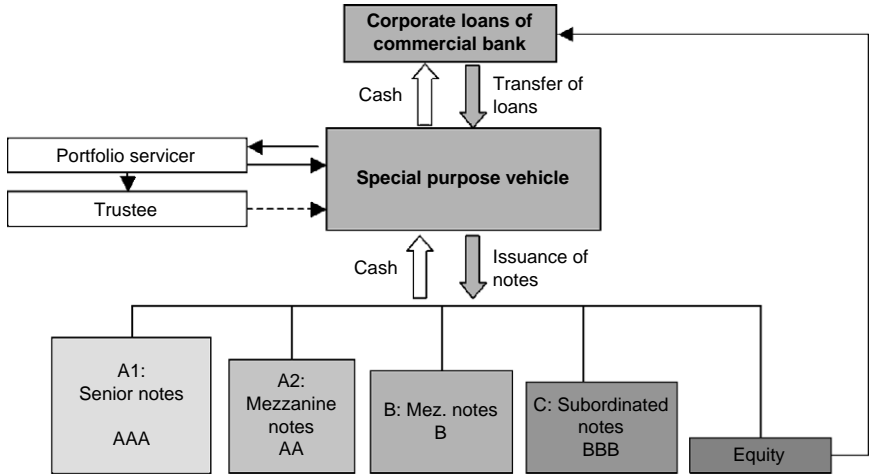 Corporate loans of
commercial bank
Cash
Transfer of
loans
Portfolio servicer
Special purpose vehicle
Trustee
Cash
Issuance of
notes
A1:
Senior notes
AAA
A2:
Mezzanine
notes
AA
B: Mez. notes
B
C: Subordinated
notes
BBB
Equity